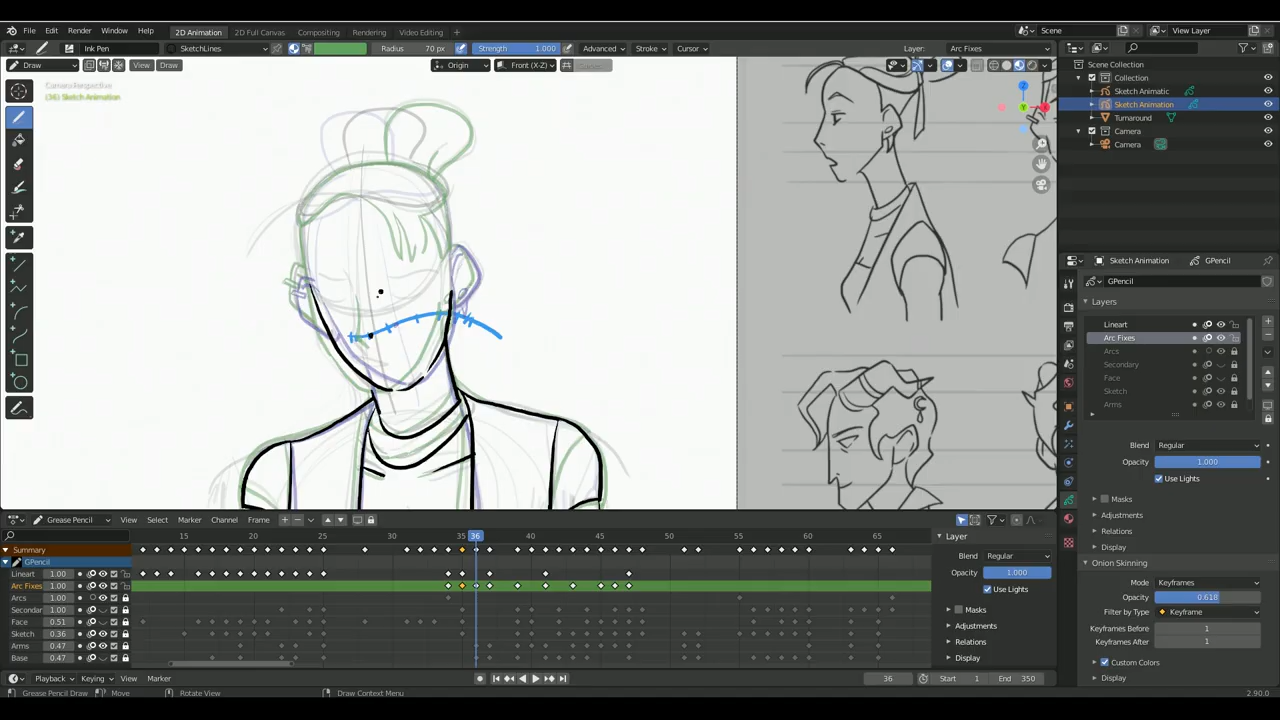 File Edit Render Window Help 2D Animation 2D Full Canvas Compositing Rendering Video Editing + Scene View Layer
Ink Pen SketchLines Radius 70 px Strength 1.000 Advanced Stroke Cursor Layer: Arc Fixes
Draw View Draw Origin Front (X-Z)
Camera Perspective
(36) Sketch Animation
Scene Collection
Collection
Sketch Animatic
Sketch Animation
Turnaround
Camera
Camera
Sketch Animation GPencil
GPencil
Layers
Lineart
Arc Fixes
Arcs
Secondary
Face
Sketch
Arms
Blend Regular
Opacity 1.000
Use Lights
Masks
Adjustments
Relations
Display
Onion Skinning
Mode Keyframes
Opacity 0.618
Filter by Type Keyframe
Keyframes Before 1
Keyframes After 1
Custom Colors
Display
Grease Pencil View Select Marker Channel Frame
15 20 25 30 35 36 40 45 50 55 60 65
Summary
GPencil
Lineart 1.00
Arc Fixes 1.00
Arcs 1.00
Secondar 1.00
Face 0.51
Sketch 0.36
Arms 0.47
Base 0.47
Layer
Blend Regular
Opacity 1.000
Use Lights
Masks
Adjustments
Relations
Display
Playback Keying View Marker 36 Start 1 End 350
Grease Pencil Draw Move Rotate View Draw Context Menu 2.90.0